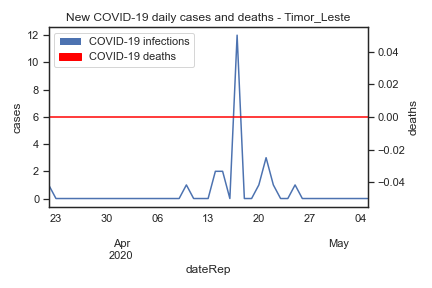 New COVID-19 daily cases and deaths - Timor_Leste
COVID-19 infections
COVID-19 deaths
12
10
8
6
4
2
0
cases
0.04
0.02
0.00
−0.02
−0.04
deaths
23 30 06 13 20 27 04
Apr May
2020
dateRep